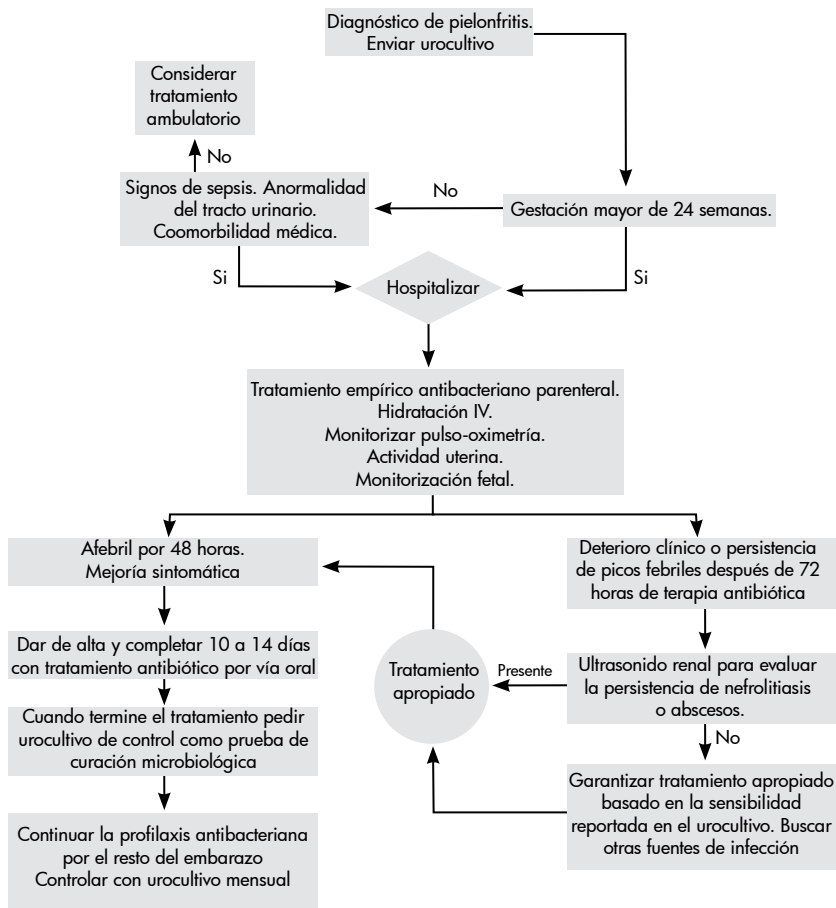 Diagnóstico de pielonfritis.
Enviar urocultivo
Considerar
tratamiento
ambulatorio
No
Signos de sepsis. Anormalidad
del tracto urinario.
Coomorbilidad médica.
No
Gestación mayor de 24 semanas.
Si
Hospitalizar
Si
Tratamiento empírico antibacteriano parenteral.
Hidratación IV.
Monitorizar pulso-oximetría.
Actividad uterina.
Monitorización fetal.
Afebril por 48 horas.
Mejoría sintomática
Deterioro clínico o persistencia
de picos febriles después de 72
horas de terapia antibiótica
Dar de alta y completar 10 a 14 días
con tratamiento antibiótico por vía oral
Tratamiento
apropiado
Presente
Ultrasonido renal para evaluar
la persistencia de nefrolitiasis
o abscesos.
No
Cuando termine el tratamiento pedir
urocultivo de control como prueba de
curación microbiológica
Garantizar tratamiento apropiado
basado en la sensibilidad
reportada en el urocultivo. Buscar
otras fuentes de infección
Continuar la profilaxis antibacteriana
por el resto del embarazo
Controlar con urocultivo mensual